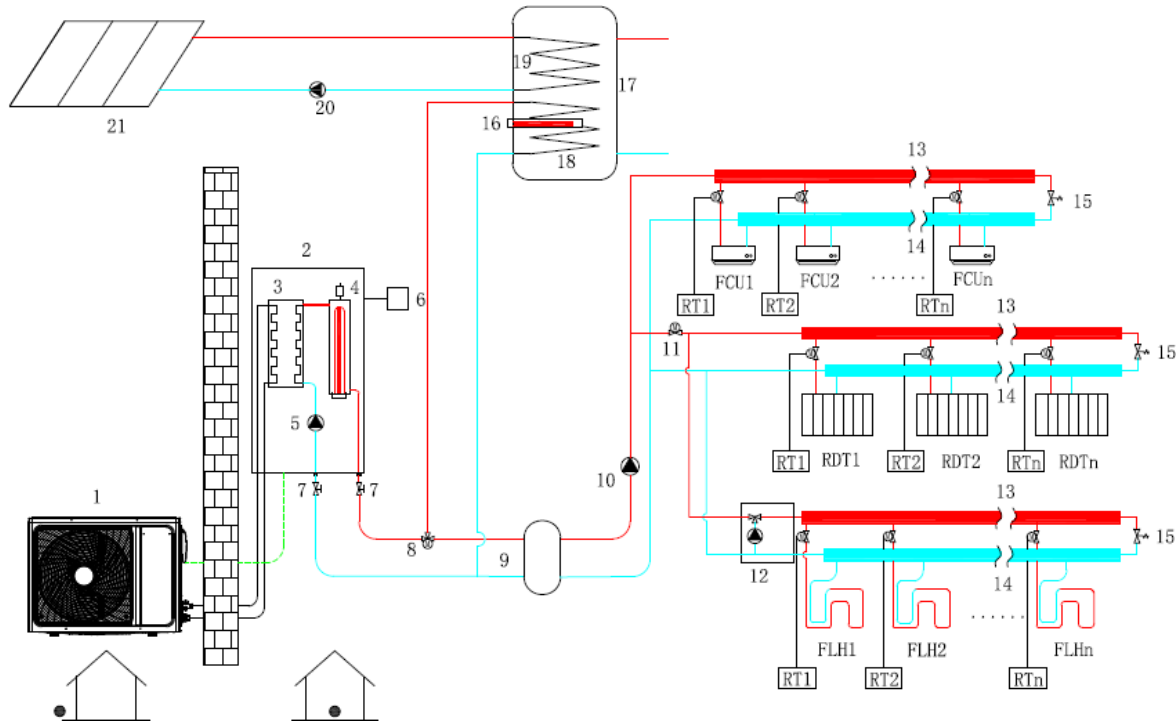 19
17
20
21
16
18
13
15
14
2
FCU1
FCU2
......
FCUn
3
4
6
RT1
RT2
RTn
13
11
15
14
5
RT1
RDT1
RT2
RDT2
RTn
RDTn
10
7
7
13
1
8
9
15
12
14
FLH1
FLH2
......
FLHn
RT1
RT2
RTn